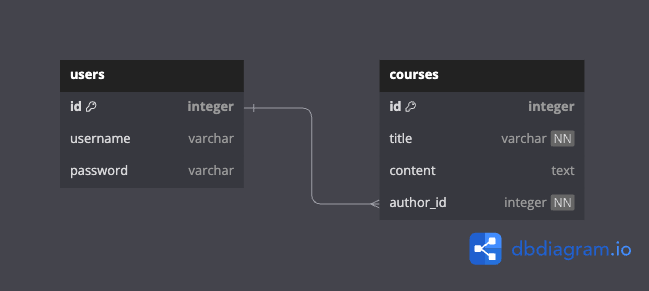 users
id integer
username varchar
password varchar
courses
id integer
title varchar NN
content text
author_id integer NN
dbdiagram.io